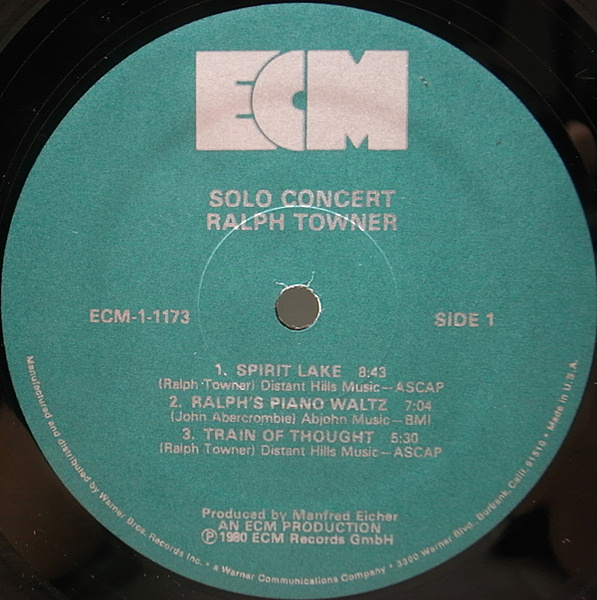 ECM
SOLO CONCERT
RALPH TOWNER
ECM-1-1173
SIDE 1
1. SPIRIT LAKE 8:43
(Ralph Towner) Distant Hills Music—ASCAP
2. RALPH'S PIANO WALTZ 7:04
(John Abercrombie) Abjohn Music—BMI
3. TRAIN OF THOUGHT 5:30
(Ralph Towner) Distant Hills Music—ASCAP
Produced by Manfred Eicher
AN ECM PRODUCTION
℗ 1980 ECM Records GmbH
Manufactured and distributed by Warner Bros. Records Inc. • a Warner Communications Company • 3300 Warner Blvd., Burbank, Calif. 91510 • Made in U.S.A.